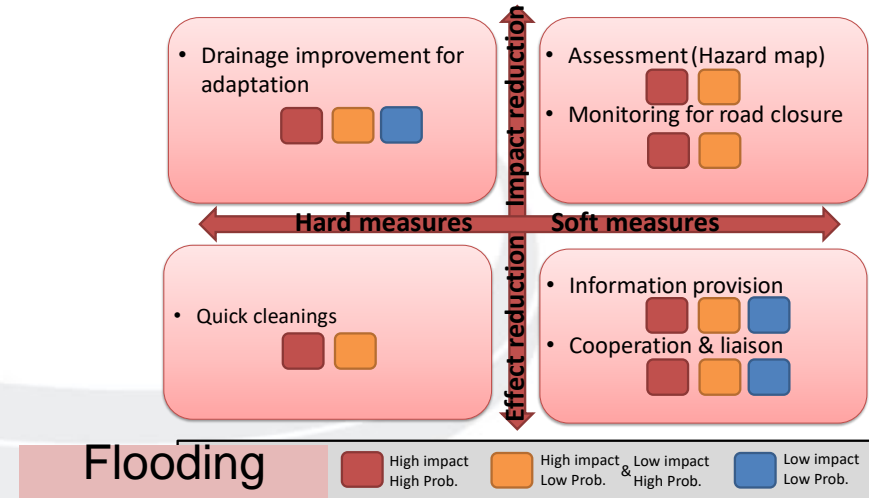 • Drainage improvement for
adaptation
• Assessment (Hazard map)
• Monitoring for road closure
Impact reduction
Hard measures
Soft measures
Effect reduction
• Quick cleanings
• Information provision
• Cooperation & liaison
Flooding
High impact
High Prob.
High impact
Low Prob.
&
Low impact
High Prob.
Low impact
Low Prob.